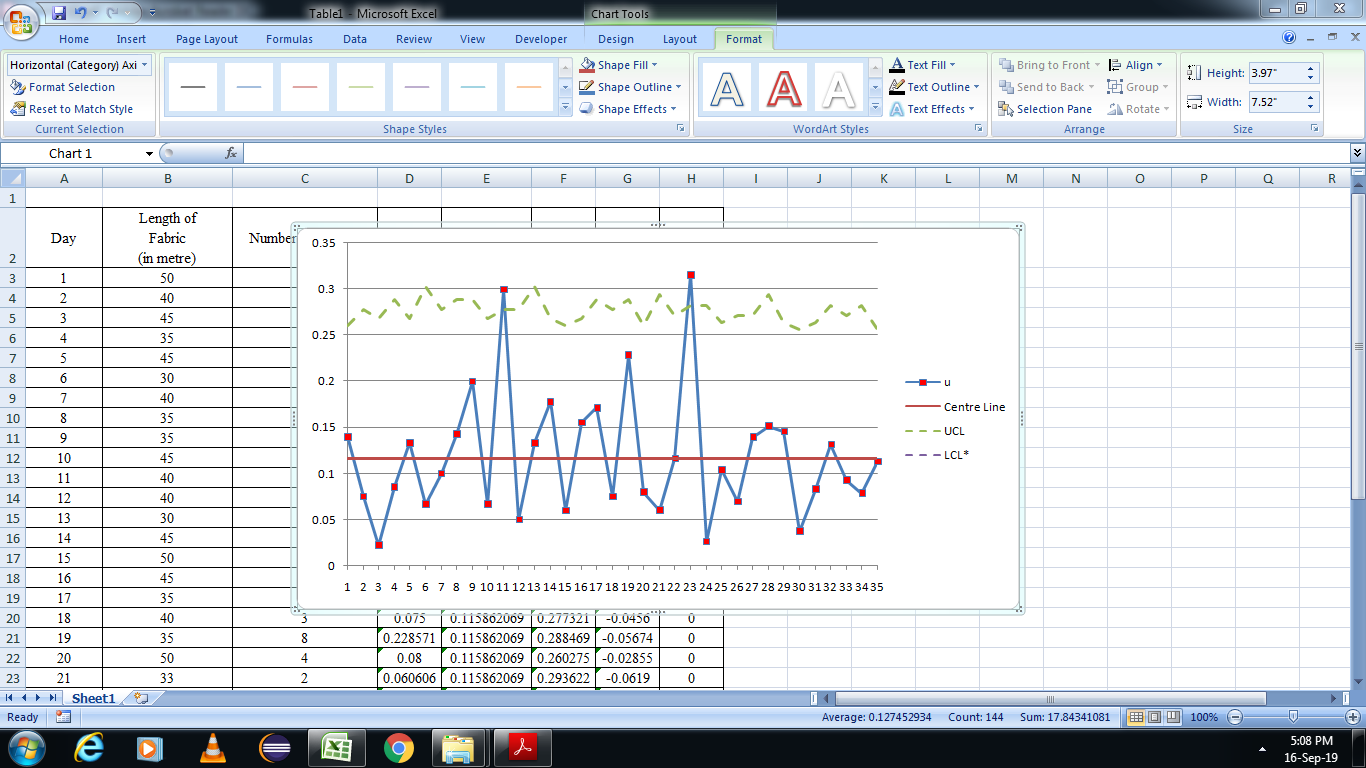 Table1 - Microsoft Excel
Chart Tools
Home Insert Page Layout Formulas Data Review View Developer Design Layout Format
Horizontal (Category) Axi
Format Selection
Reset to Match Style
Current Selection
Shape Fill
Shape Outline
Shape Effects
Shape Styles
A A A
Text Fill
Text Outline
Text Effects
WordArt Styles
Bring to Front
Send to Back
Selection Pane
Align
Group
Rotate
Arrange
Height: 3.97"
Width: 7.52"
Size
Chart 1 fx
A B C D E F G H I J K L M N O P Q R
1
2 Day Length of Fabric (in metre) Number
3 1 50
4 2 40
5 3 45
6 4 35
7 5 45
8 6 30
9 7 40
10 8 35
11 9 35
12 10 45
13 11 40
14 12 40
15 13 30
16 14 45
17 15 50
18 16 45
19 17 35
20 18 40 3 0.075 0.115862069 0.277321 -0.0456 0
21 19 35 8 0.228571 0.115862069 0.288469 -0.05674 0
22 20 50 4 0.08 0.115862069 0.260275 -0.02855 0
23 21 33 2 0.060606 0.115862069 0.293622 -0.0619 0
0.35
0.3
0.25
0.2
0.15
0.1
0.05
0
1 2 3 4 5 6 7 8 9 10 11 12 13 14 15 16 17 18 19 20 21 22 23 24 25 26 27 28 29 30 31 32 33 34 35
u
Centre Line
UCL
LCL*
Sheet1
Ready Average: 0.127452934 Count: 144 Sum: 17.84341081 100%
5:08 PM
16-Sep-19